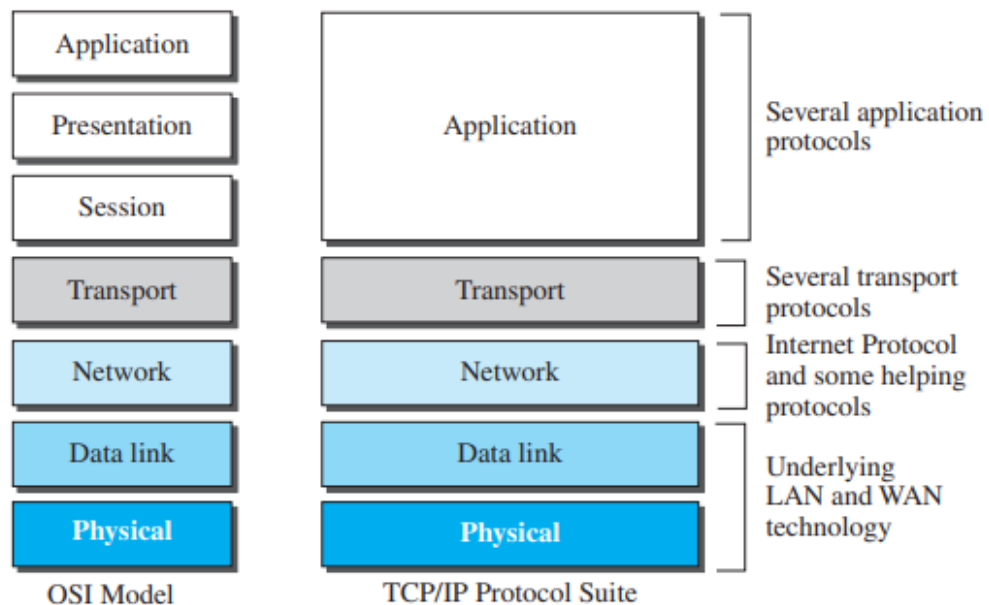 Application
Presentation
Session
Transport
Network
Data link
Physical
OSI Model
Application
Transport
Network
Data link
Physical
TCP/IP Protocol Suite
Several application
protocols
Several transport
protocols
Internet Protocol
and some helping
protocols
Underlying
LAN and WAN
technology